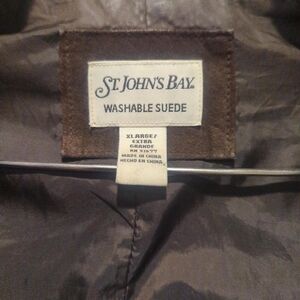 ST. JOHN'S BAY®
WASHABLE SUEDE
XLARGE/
EXTRA
GRANDE
MADE IN CHINA
HECHO EN CHINA